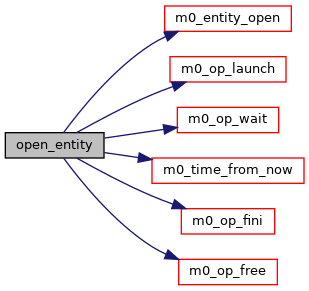 m0_entity_open
m0_op_launch
m0_op_wait
open_entity
m0_time_from_now
m0_op_fini
m0_op_free